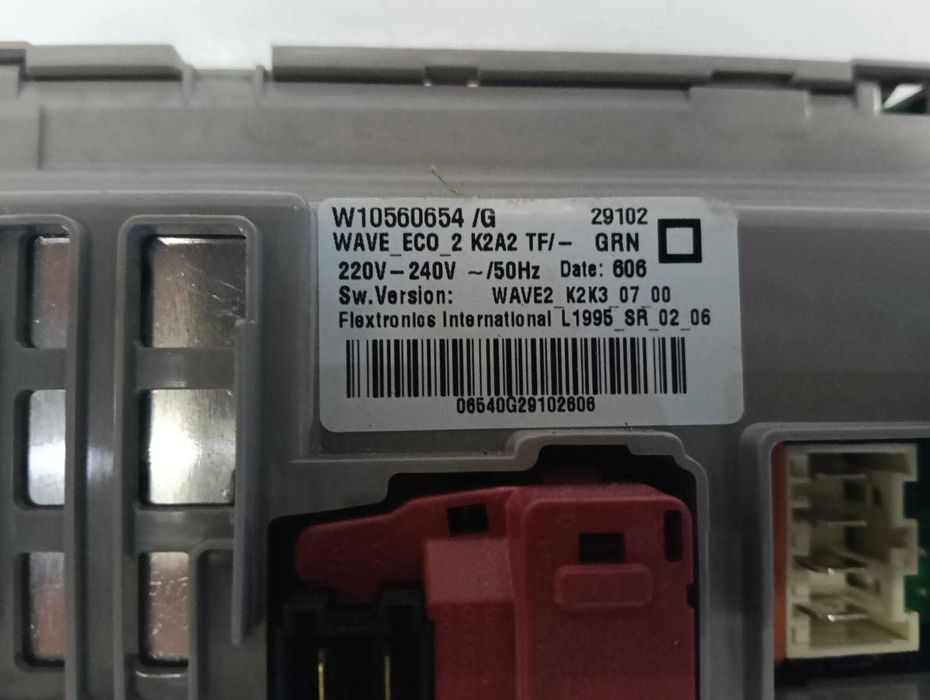 W10560654 /G 29102
WAVE_ECO_2 K2A2 TF/- GRN
220V-240V ~/50Hz Date: 606
Sw.Version: WAVE2_K2K3_07_00
Flextronics International L1995_SR_02_06
06540G29102606